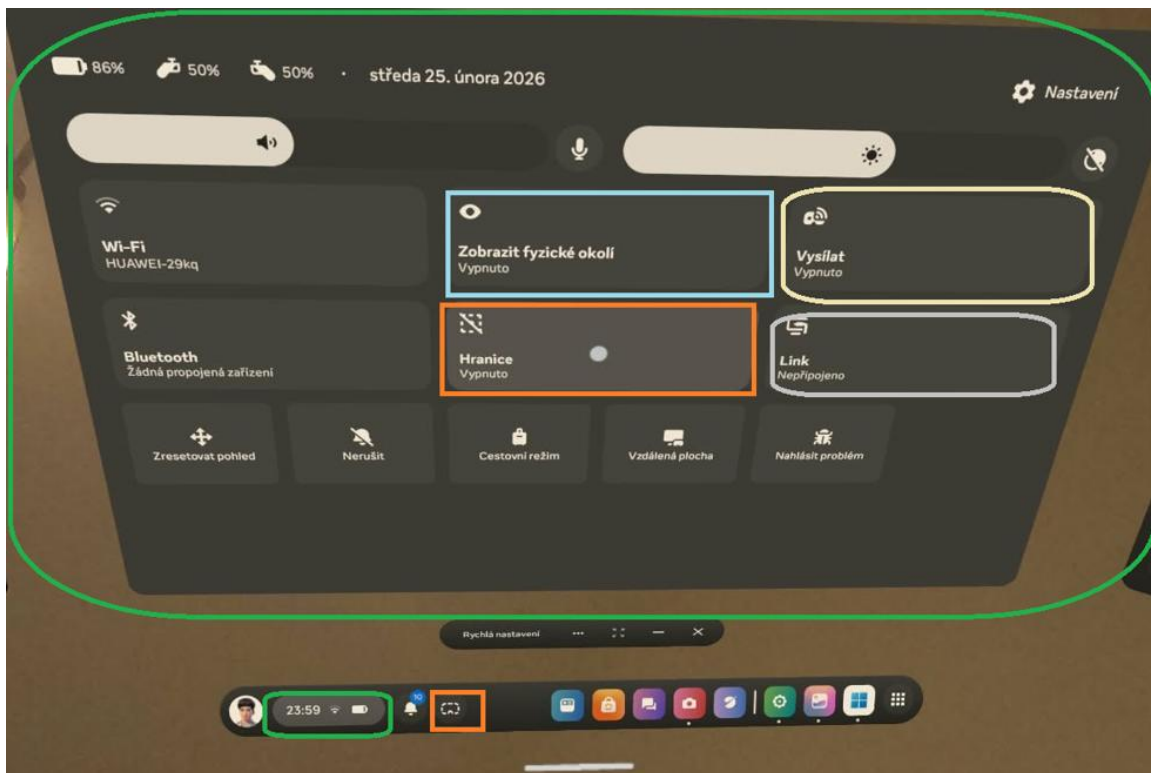 86% 50% 50% · středa 25. února 2026
Nastavení
Wi-Fi
HUAWEI-29kq
Zobrazit fyzické okolí
Vypnuto
Vysílat
Vypnuto
Bluetooth
Žádná propojená zařízení
Hranice
Vypnuto
Link
Nepřipojeno
Zresetovat pohled
Nerušit
Cestovní režim
Vzdálená plocha
Nahlásit problém
Rychlá nastavení
23:59
10